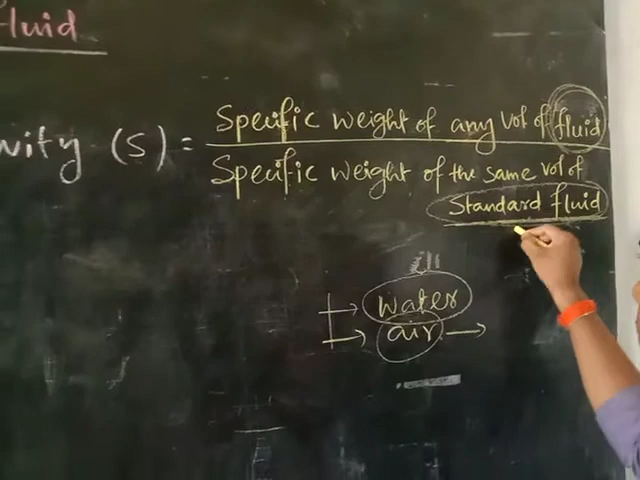 fluid
vity (S) = Specific weight of any vol of fluid
Specific weight of the same vol of
Standard fluid
water
air